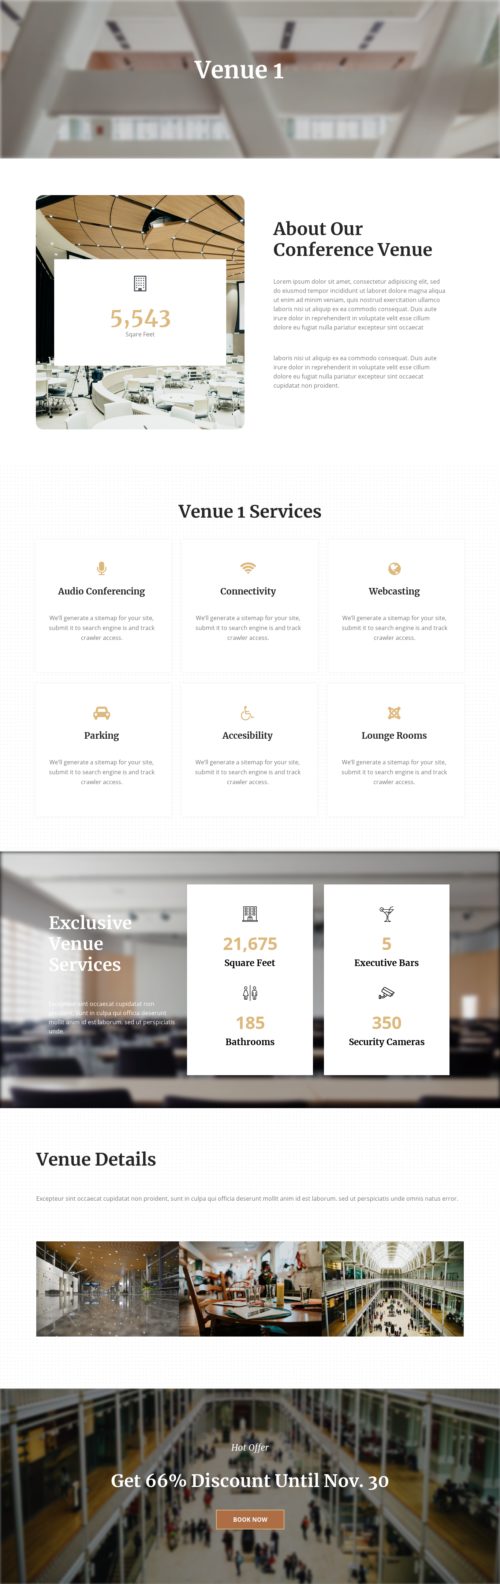 Venue 1
5,543
Sqare Feet
About Our
Conference Venue
Lorem ipsum dolor sit amet, consectetur adipisicing elit, sed
do eiusmod tempor incididunt ut laboret dolore magna aliqua
ut enim ad minim veniam, quis nostrud exercitation ullamco
laboris nisi ut aliquip ex ea commodo consequat. Duis aute
irure dolor in reprehenderit in voluptate velit esse cillum
dolore eu fugiat nulla pariatur excepteur sint occaecat
laboris nisi ut aliquip ex ea commodo consequat. Duis aute
irure dolor in reprehenderit in voluptate velit esse cillum
dolore eu fugiat nulla pariatur excepteur sint occaecat
cupidatat non proident.
Venue 1 Services
Audio Conferencing
We'll generate a sitemap for your site,
submit it to search engine is and track
crawler access.
Connectivity
We'll generate a sitemap for your site,
submit it to search engine is and track
crawler access.
Webcasting
We'll generate a sitemap for your site,
submit it to search engine is and track
crawler access.
Parking
We'll generate a sitemap for your site,
submit it to search engine is and track
crawler access.
Accesibility
We'll generate a sitemap for your site,
submit it to search engine is and track
crawler access.
Lounge Rooms
We'll generate a sitemap for your site,
submit it to search engine is and track
crawler access.
Exclusive
Venue
Services
Excepteur sint occaecat cupidatat non
proident, sunt in culpa qui officia deserunt
mollit anim id est laborum. sed ut perspiciatis
unde.
21,675
Square Feet
185
Bathrooms
5
Executive Bars
350
Security Cameras
Venue Details
Excepteur sint occaecat cupidatat non proident, sunt in culpa qui officia deserunt mollit anim id est laborum. sed ut perspiciatis unde omnis natus error.
Hot Offer
Get 66% Discount Until Nov. 30
BOOK NOW